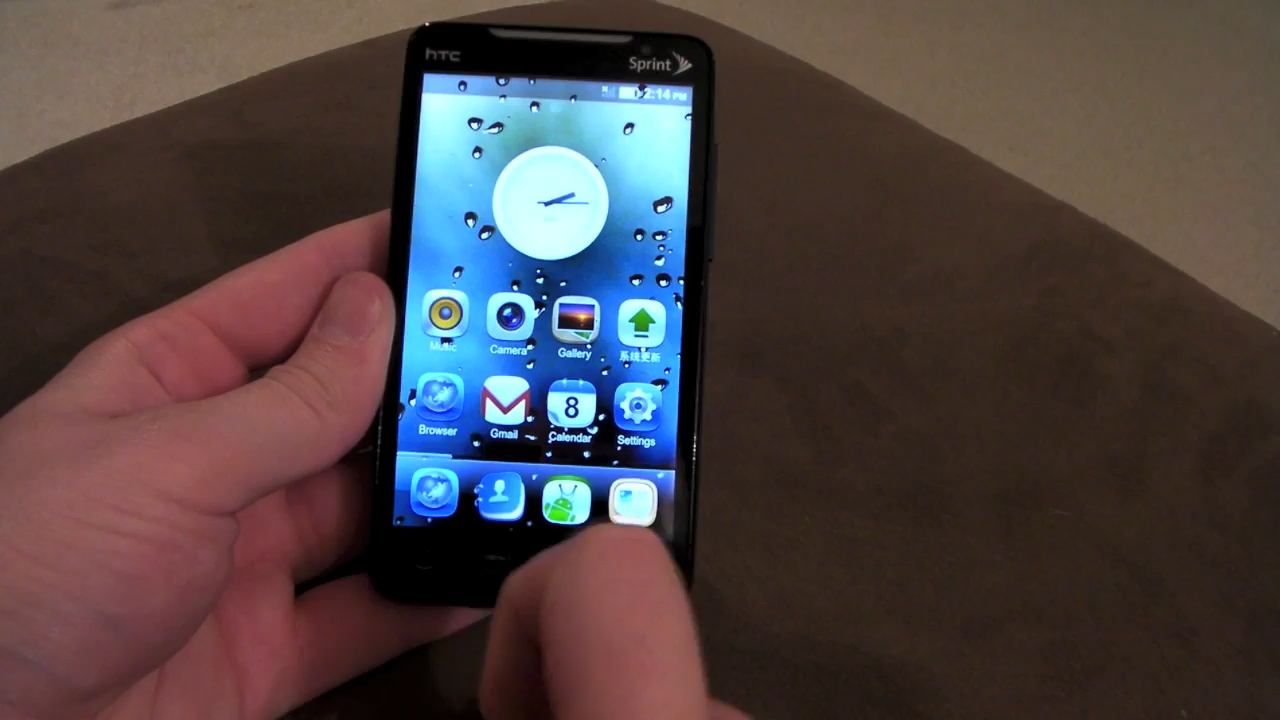 hTC
Sprint
2:14 PM
Music
Camera
Gallery
系统更新
Browser
Gmail
8
Calendar
Settings